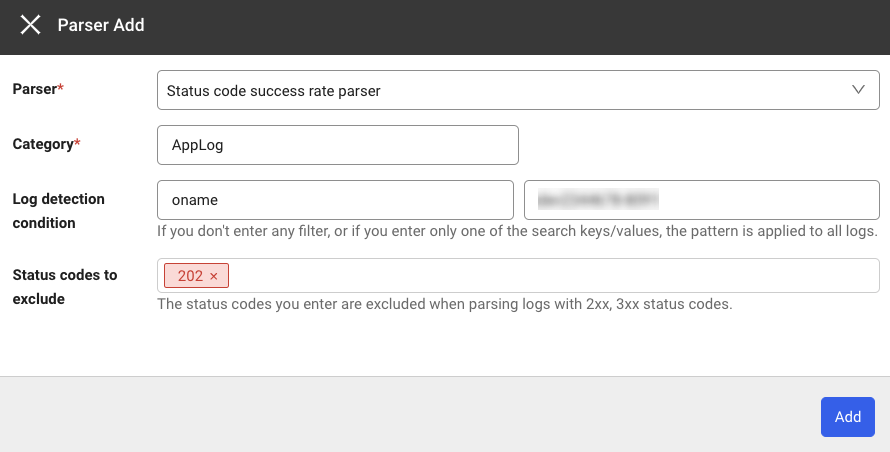 Parser Add
Parser*
Status code success rate parser
Category*
AppLog
Log detection
condition
oname
If you don't enter any filter, or if you enter only one of the search keys/values, the pattern is applied to all logs.
Status codes to
exclude
202 ×
The status codes you enter are excluded when parsing logs with 2xx, 3xx status codes.
Add